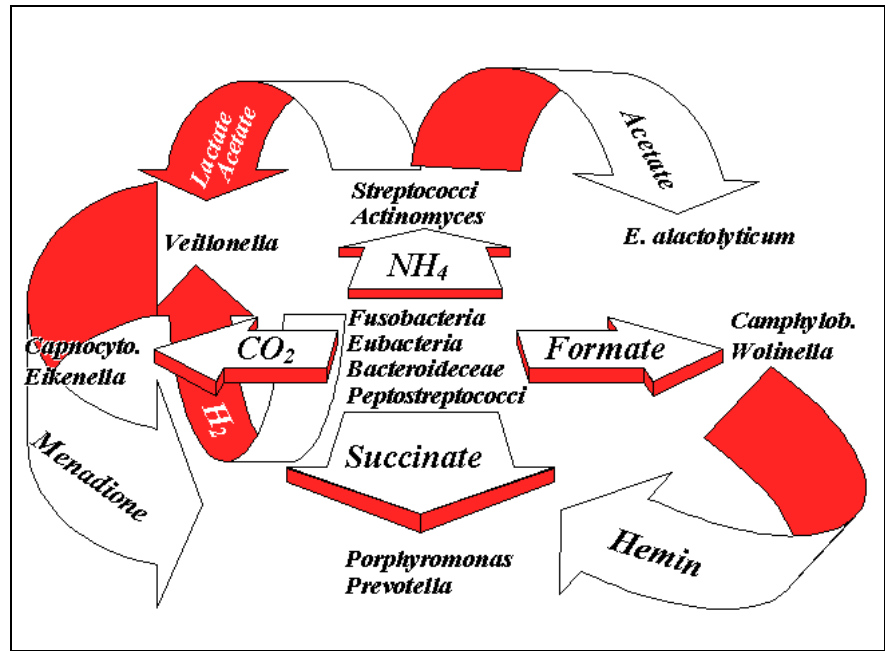 Lactate
Acetate
Acetate
Streptococci
Actinomyces
Veillonella
E. alactolyticum
NH4
Fusobacteria
Eubacteria
Bacteroideceae
Peptostreptococci
CO2
Formate
Camphylob.
Wolinella
Capnocyto.
Eikenella
H2
Menadione
Succinate
Hemin
Porphyromonas
Prevotella